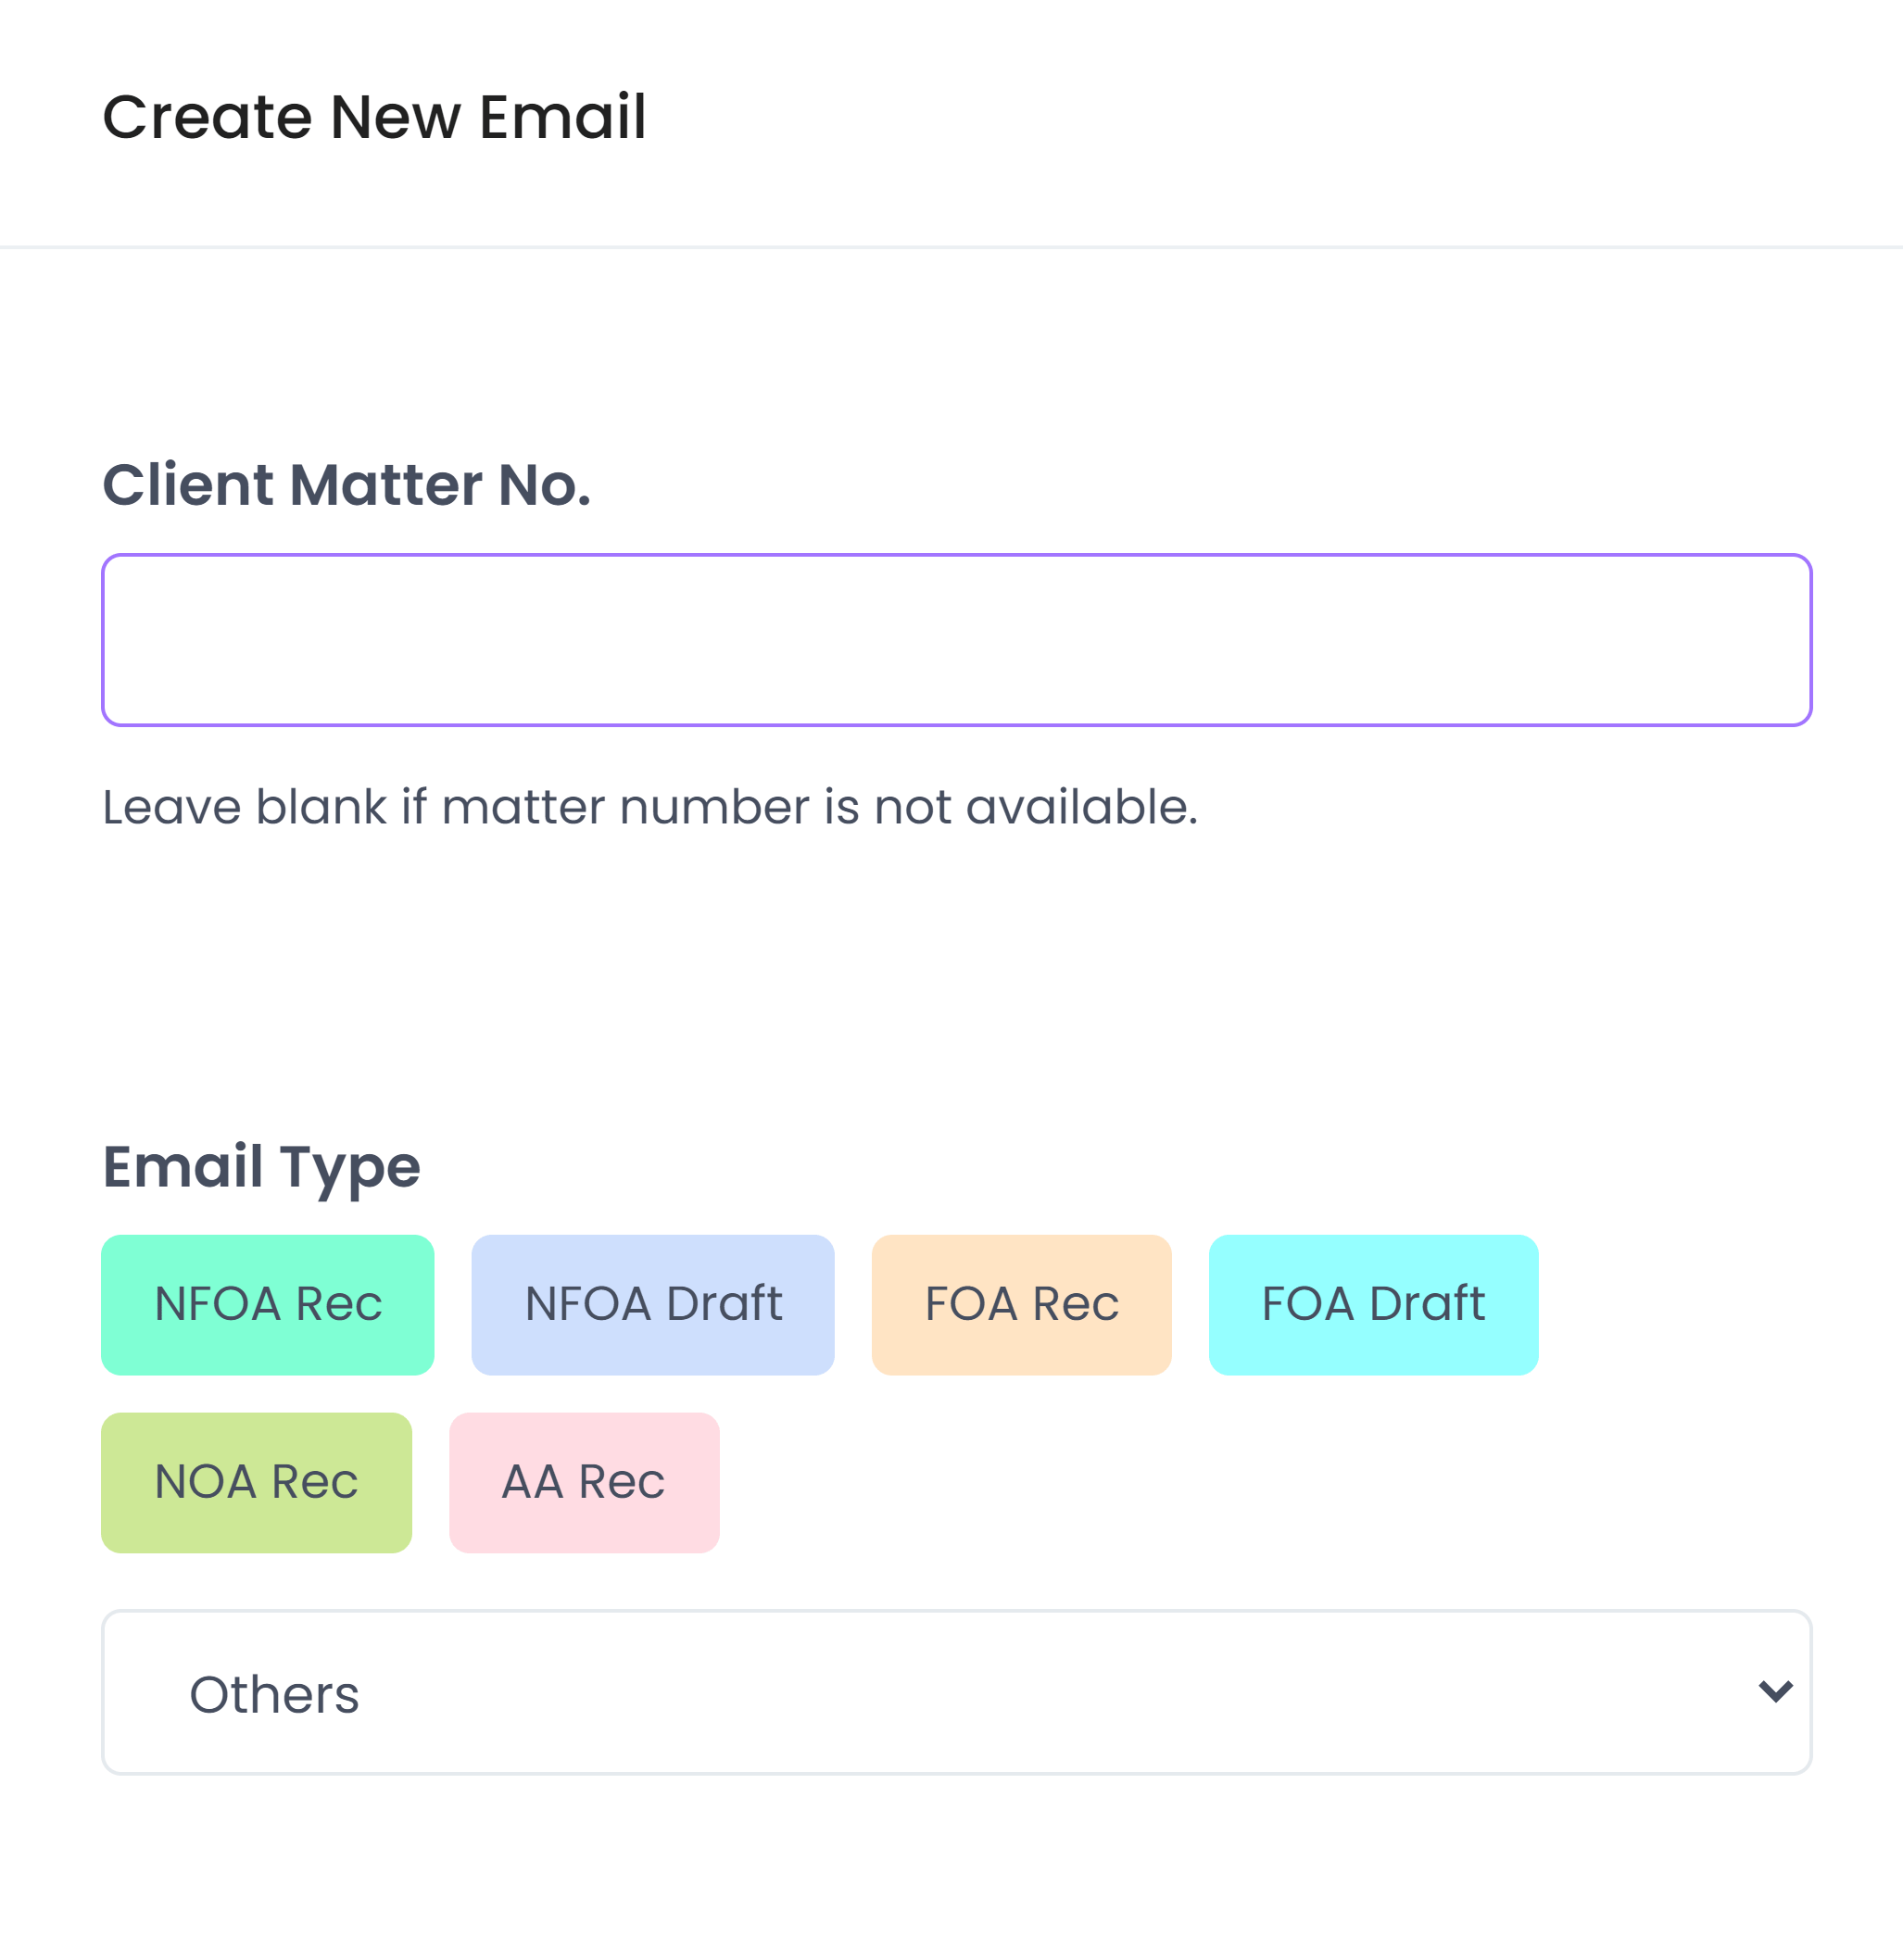 Create New Email
Client Matter No.
Leave blank if matter number is not available.
Email Type
NFOA Rec NFOA Draft FOA Rec FOA Draft
NOA Rec AA Rec
Others